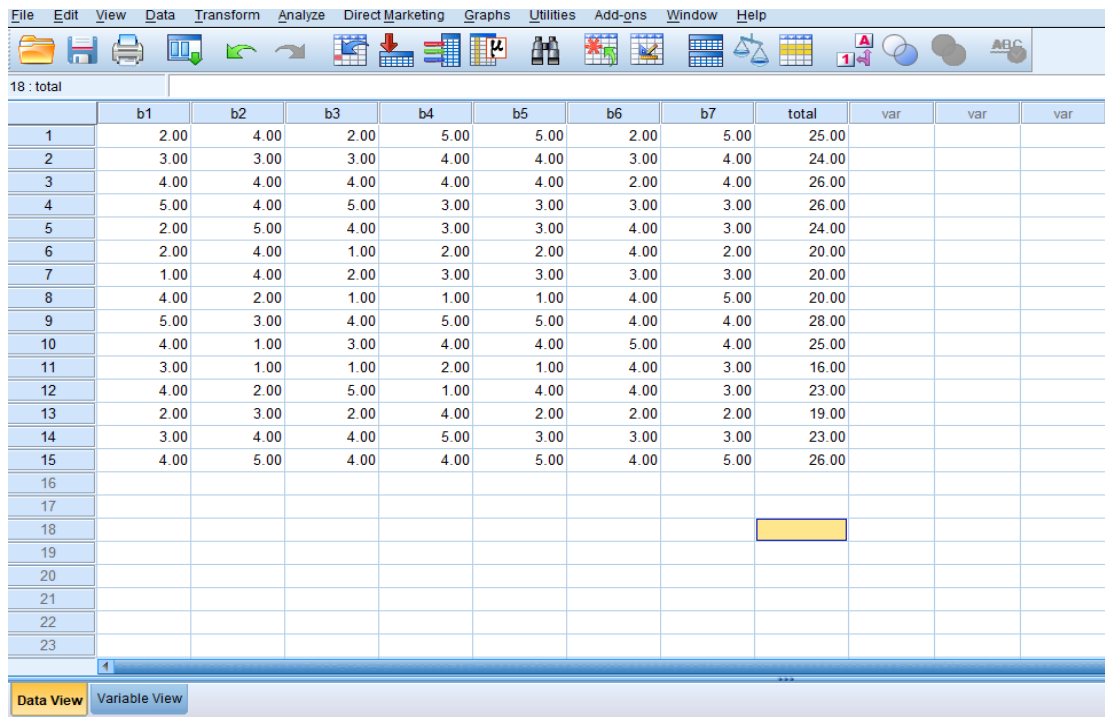 File Edit View Data Transform Analyze Direct Marketing Graphs Utilities Add-ons Window Help
μ A 1 ABC
18 : total
b1 b2 b3 b4 b5 b6 b7 total var var var
1 2.00 4.00 2.00 5.00 5.00 2.00 5.00 25.00
2 3.00 3.00 3.00 4.00 4.00 3.00 4.00 24.00
3 4.00 4.00 4.00 4.00 4.00 2.00 4.00 26.00
4 5.00 4.00 5.00 3.00 3.00 3.00 3.00 26.00
5 2.00 5.00 4.00 3.00 3.00 4.00 3.00 24.00
6 2.00 4.00 1.00 2.00 2.00 4.00 2.00 20.00
7 1.00 4.00 2.00 3.00 3.00 3.00 3.00 20.00
8 4.00 2.00 1.00 1.00 1.00 4.00 5.00 20.00
9 5.00 3.00 4.00 5.00 5.00 4.00 4.00 28.00
10 4.00 1.00 3.00 4.00 4.00 5.00 4.00 25.00
11 3.00 1.00 1.00 2.00 1.00 4.00 3.00 16.00
12 4.00 2.00 5.00 1.00 4.00 4.00 3.00 23.00
13 2.00 3.00 2.00 4.00 2.00 2.00 2.00 19.00
14 3.00 4.00 4.00 5.00 3.00 3.00 3.00 23.00
15 4.00 5.00 4.00 4.00 5.00 4.00 5.00 26.00
16
17
18
19
20
21
22
23
Data View Variable View